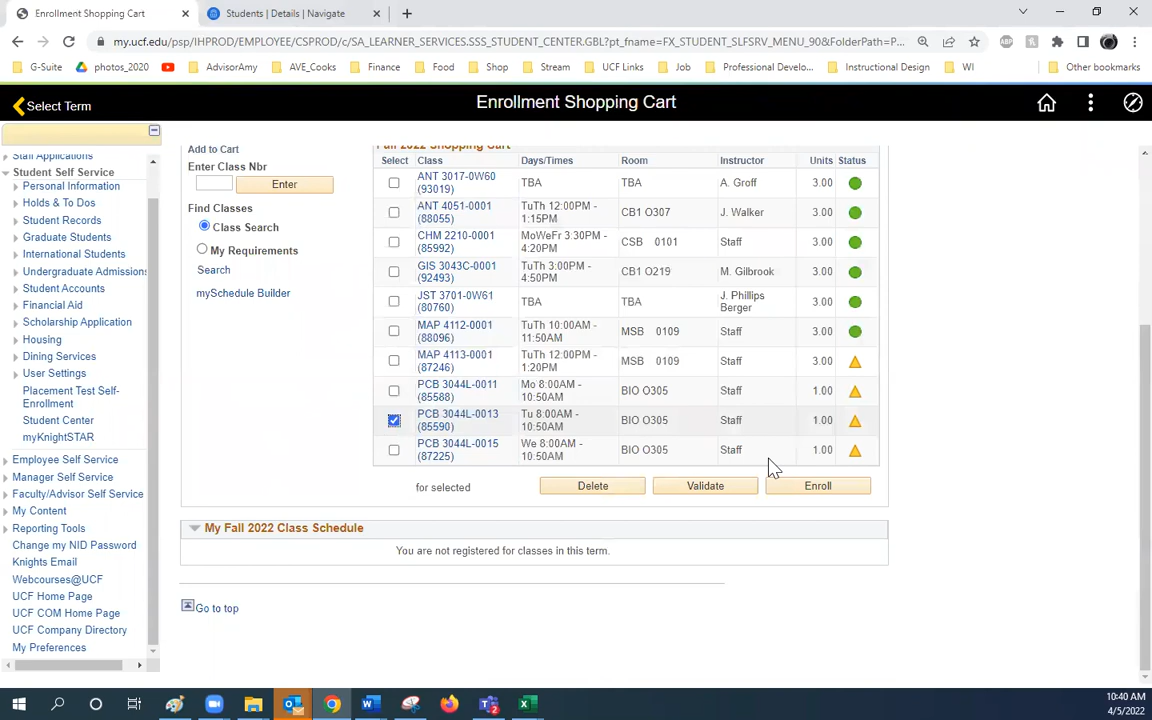 Enrollment Shopping Cart
Students | Details | Navigate
my.ucf.edu/psp/IHPROD/EMPLOYEE/CSPROD/c/SA_LEARNER_SERVICES.SSS_STUDENT_CENTER.GBL?pt_fname=FX_STUDENT_SLFSRV_MENU_90&FolderPath=P...
G-Suite photos_2020 AdvisorAmy AVE_Cooks Finance Food Shop Stream UCF Links Job Professional Develo... Instructional Design WI Other bookmarks
Select Term
Enrollment Shopping Cart
Staff Applications
Student Self Service
Personal Information
Holds & To Dos
Student Records
Graduate Students
International Students
Undergraduate Admissions
Student Accounts
Financial Aid
Scholarship Application
Housing
Dining Services
User Settings
Placement Test Self-
Enrollment
Student Center
myKnightSTAR
Employee Self Service
Manager Self Service
Faculty/Advisor Self Service
My Content
Reporting Tools
Change my NID Password
Knights Email
Webcourses@UCF
UCF Home Page
UCF COM Home Page
UCF Company Directory
My Preferences
Add to Cart
Enter Class Nbr
Enter
Find Classes
Class Search
My Requirements
Search
mySchedule Builder
Fall 2022 Shopping Cart
Select Class Days/Times Room Instructor Units Status
ANT 3017-0W60 TBA TBA A. Groff 3.00
(93019)
ANT 4051-0001 TuTh 12:00PM - CB1 O307 J. Walker 3.00
(88055) 1:15PM
CHM 2210-0001 MoWeFr 3:30PM - CSB 0101 Staff 3.00
(85992) 4:20PM
GIS 3043C-0001 TuTh 3:00PM - CB1 O219 M. Gilbrook 3.00
(92493) 4:50PM
JST 3701-0W61 TBA TBA J. Phillips 3.00
(80760) Berger
MAP 4112-0001 TuTh 10:00AM - MSB 0109 Staff 3.00
(88096) 11:50AM
MAP 4113-0001 TuTh 12:00PM - MSB 0109 Staff 3.00
(87246) 1:20PM
PCB 3044L-0011 Mo 8:00AM - BIO O305 Staff 1.00
(85588) 10:50AM
PCB 3044L-0013 Tu 8:00AM - BIO O305 Staff 1.00
(85590) 10:50AM
PCB 3044L-0015 We 8:00AM - BIO O305 Staff 1.00
(87225) 10:50AM
for selected Delete Validate Enroll
My Fall 2022 Class Schedule
You are not registered for classes in this term.
Go to top
10:40 AM
4/5/2022